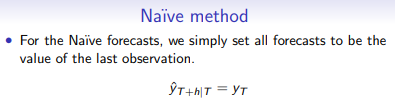 Naïve method
• For the Naïve forecasts, we simply set all forecasts to be the
value of the last observation.
ŷT+h|T = yT